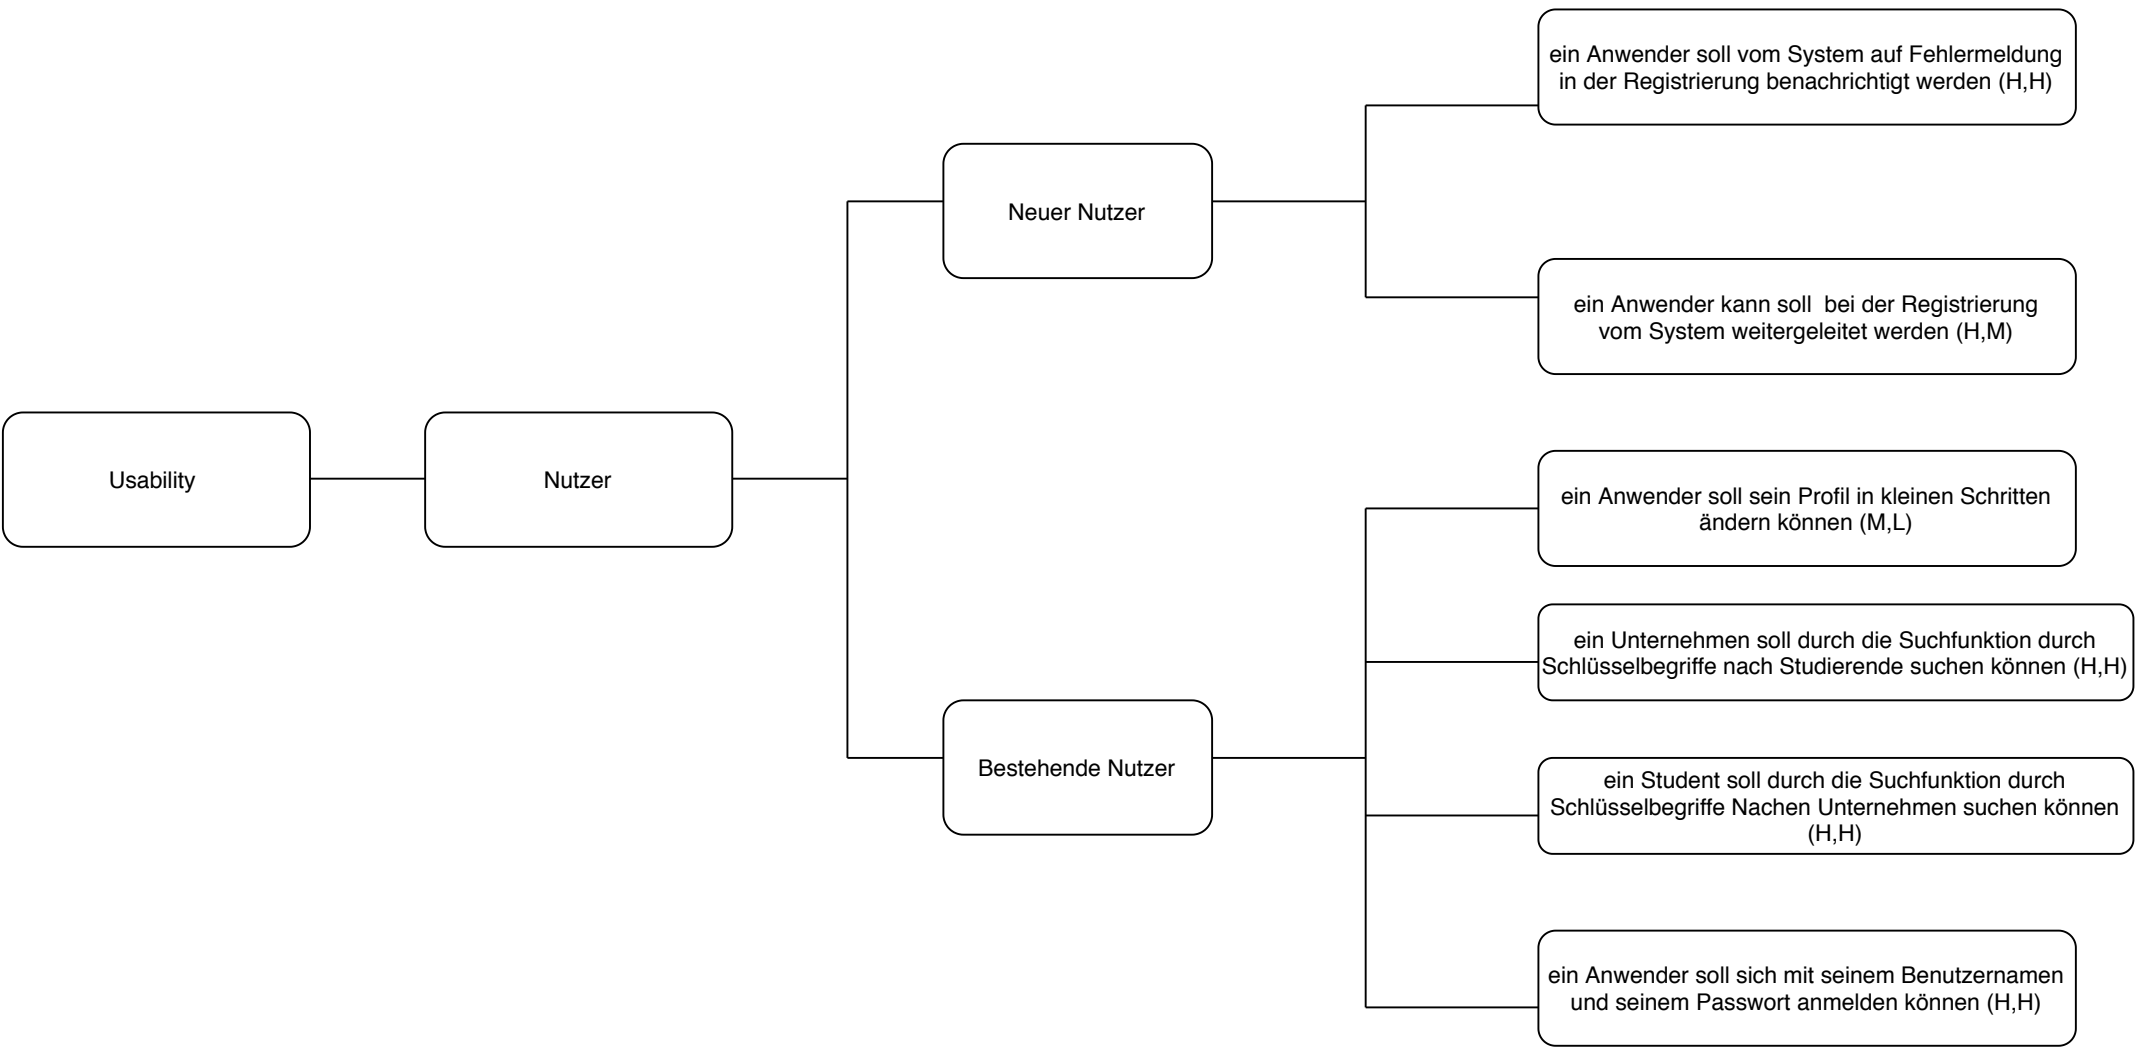 Usability
Nutzer
Neuer Nutzer
ein Anwender soll vom System auf Fehlermeldung
in der Registrierung benachrichtigt werden (H,H)
ein Anwender kann soll  bei der Registrierung
vom System weitergeleitet werden (H,M)
Bestehende Nutzer
ein Anwender soll sein Profil in kleinen Schritten
ändern können (M,L)
ein Unternehmen soll durch die Suchfunktion durch
Schlüsselbegriffe nach Studierende suchen können (H,H)
ein Student soll durch die Suchfunktion durch
Schlüsselbegriffe Nachen Unternehmen suchen können
(H,H)
ein Anwender soll sich mit seinem Benutzernamen
und seinem Passwort anmelden können (H,H)